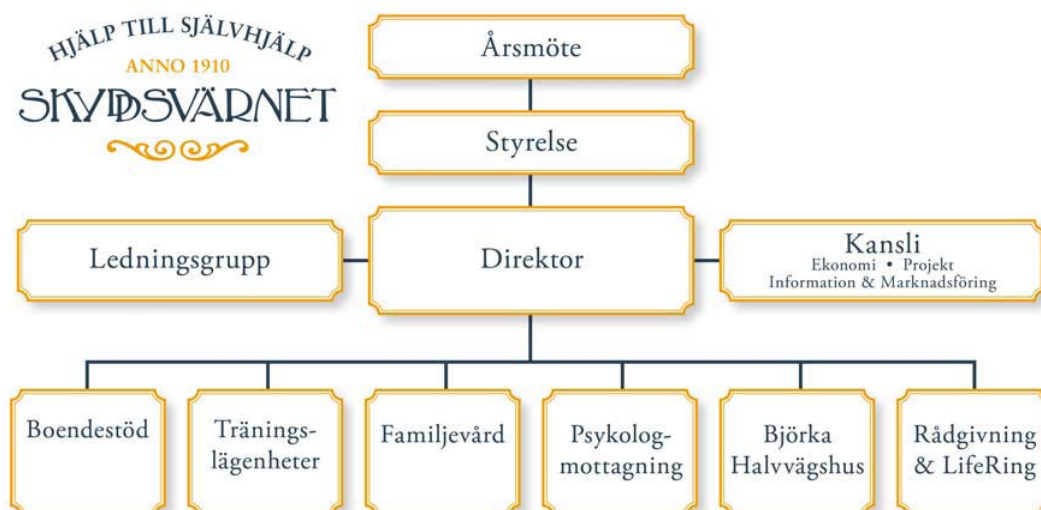 HJÄLP TILL SJÄLVHJÄLP
ANNO 1910
SKYDDSVÄRNET
Årsmöte
Styrelse
Ledningsgrupp
Direktor
Kansli
Ekonomi • Projekt
Information & Marknadsföring
Boendestöd
Tränings-
lägenheter
Familjevård
Psykolog-
mottagning
Björka
Halvvägshus
Rådgivning
& LifeRing